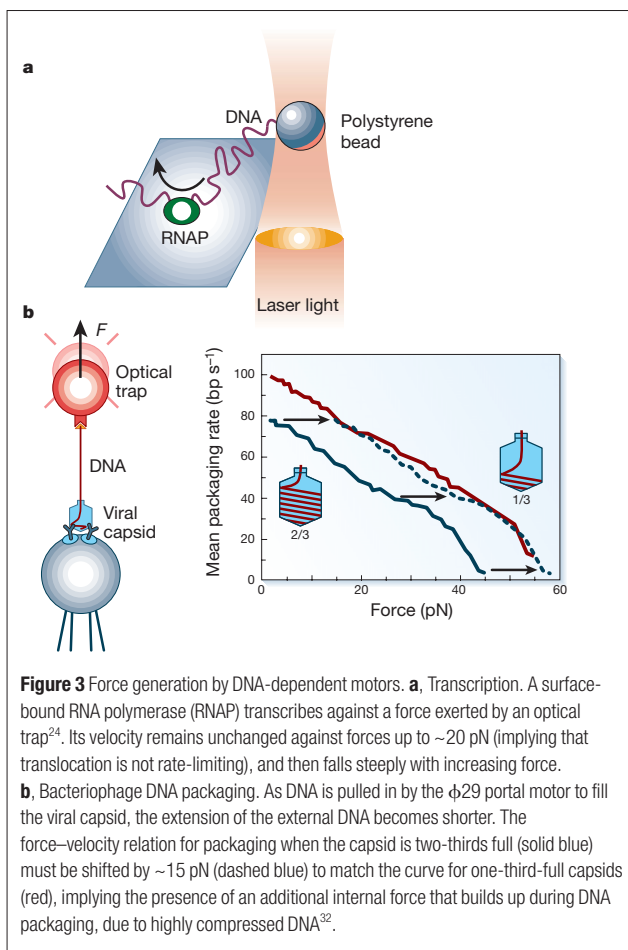 a
DNA
Polystyrene
bead
RNAP
Laser light
b
F
Optical
trap
DNA
Viral
capsid
Mean packaging rate (bp s–1)
100
80
60
40
20
0
2/3
1/3
0
20
40
60
Force (pN)
Figure 3 Force generation by DNA-dependent motors. a, Transcription. A surface-
bound RNA polymerase (RNAP) transcribes against a force exerted by an optical
trap24. Its velocity remains unchanged against forces up to ~20 pN (implying that
translocation is not rate-limiting), and then falls steeply with increasing force.
b, Bacteriophage DNA packaging. As DNA is pulled in by the ϕ29 portal motor to fill
the viral capsid, the extension of the external DNA becomes shorter. The
force–velocity relation for packaging when the capsid is two-thirds full (solid blue)
must be shifted by ~15 pN (dashed blue) to match the curve for one-third-full capsids
(red), implying the presence of an additional internal force that builds up during DNA
packaging, due to highly compressed DNA32.